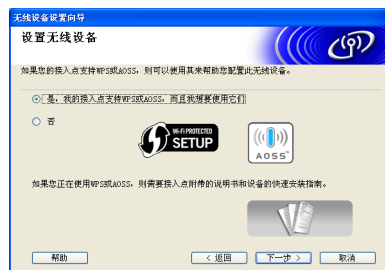 无线设备设置向导
设置无线设备
如果您的接入点支持WPS或AOSS，则可以使用其来帮助您配置此无线设备。
是，我的接入点支持WPS或AOSS，而且我想要使用它们
否
WI-FI PROTECTED
SETUP
AOSS™
如果您正在使用WPS或AOSS，则需要接入点附带的说明书和设备的快速安装指南。
帮助
< 返回
下一步 >
取消